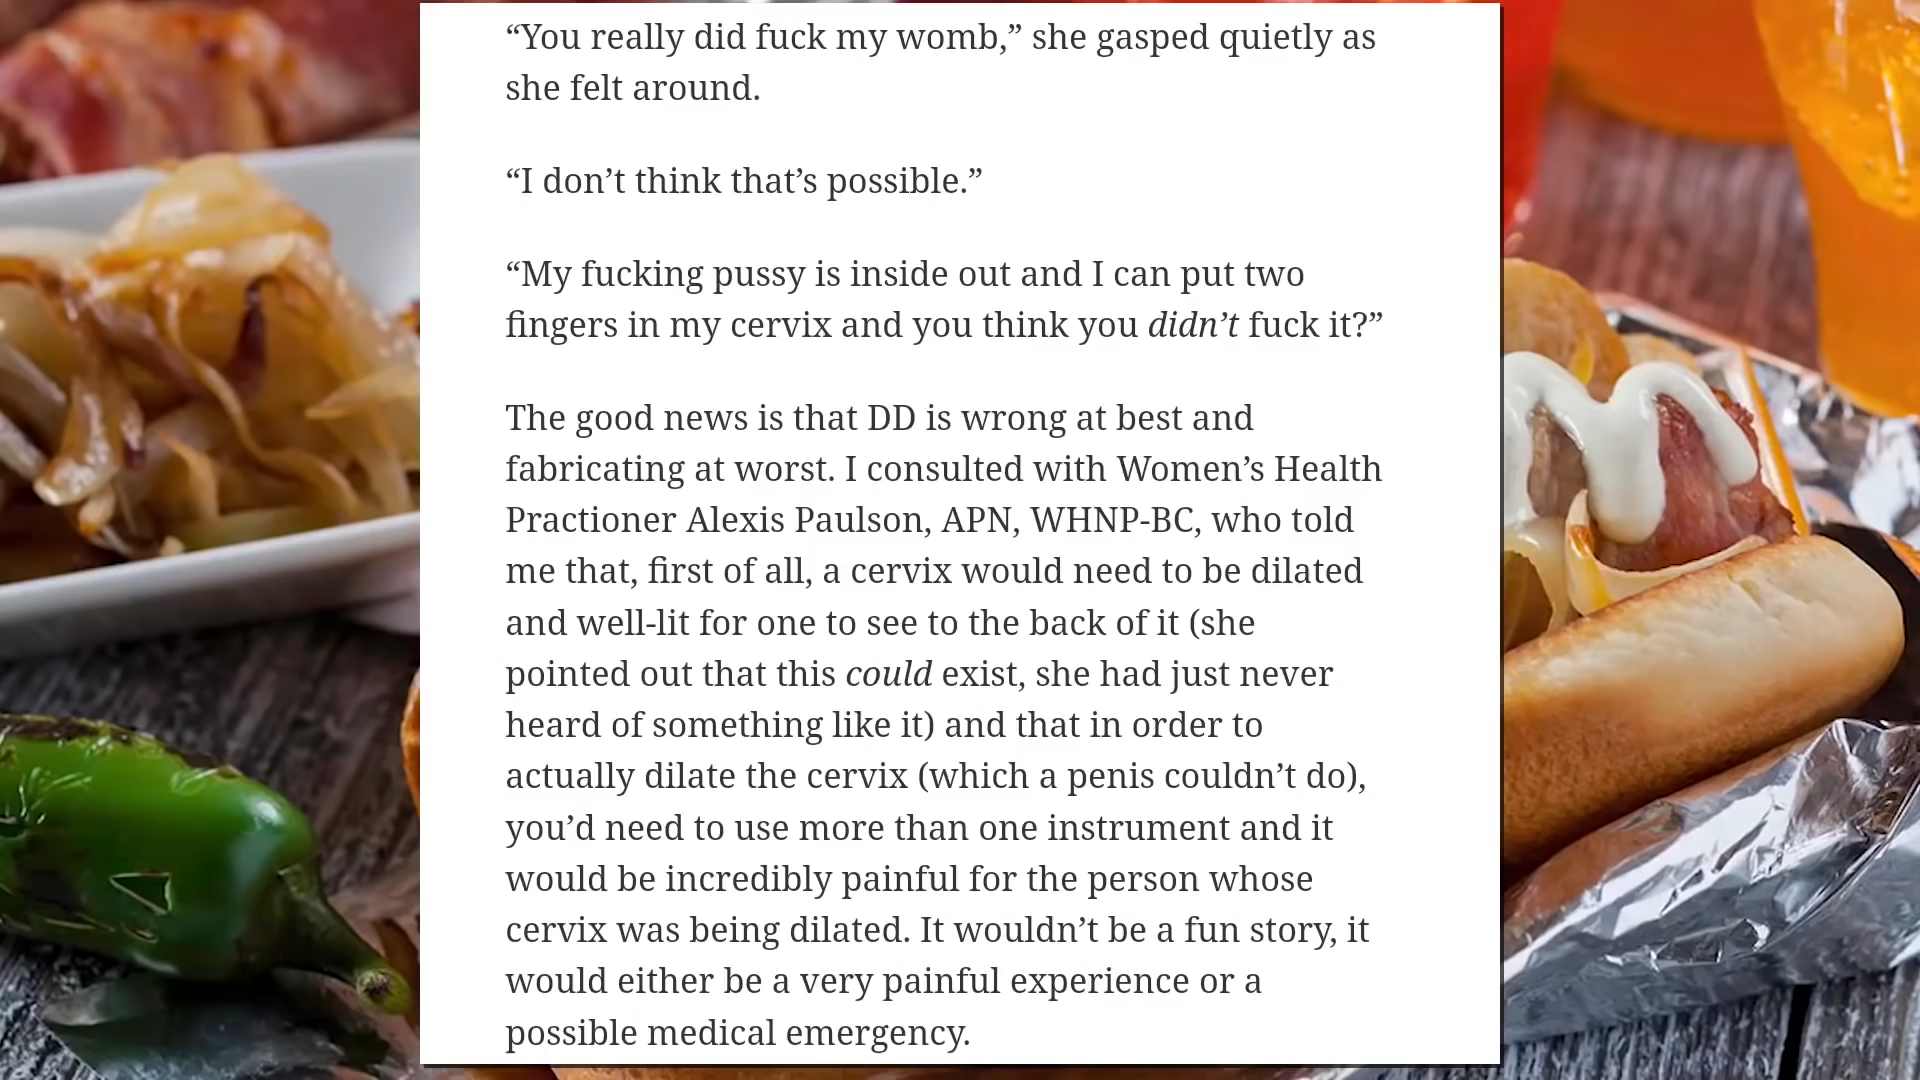 “You really did fuck my womb,” she gasped quietly as
she felt around.
“I don’t think that’s possible.”
“My fucking pussy is inside out and I can put two
fingers in my cervix and you think you didn’t fuck it?”
The good news is that DD is wrong at best and
fabricating at worst. I consulted with Women’s Health
Practioner Alexis Paulson, APN, WHNP-BC, who told
me that, first of all, a cervix would need to be dilated
and well-lit for one to see to the back of it (she
pointed out that this could exist, she had just never
heard of something like it) and that in order to
actually dilate the cervix (which a penis couldn’t do),
you’d need to use more than one instrument and it
would be incredibly painful for the person whose
cervix was being dilated. It wouldn’t be a fun story, it
would either be a very painful experience or a
possible medical emergency.